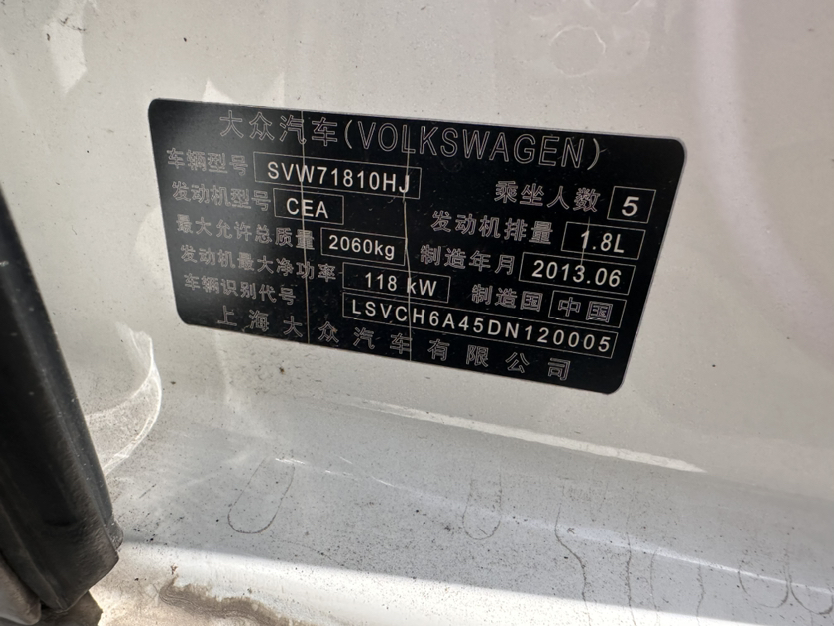 大众汽车(VOLKSWAGEN)
车辆型号 SVW71810HJ 乘坐人数 5
发动机型号 CEA 发动机排量 1.8L
最大允许总质量 2060kg 制造年月 2013.06
发动机最大净功率 118 kW 制造国 中国
车辆识别代号 LSVCH6A45DN120005
上海大众汽车有限公司